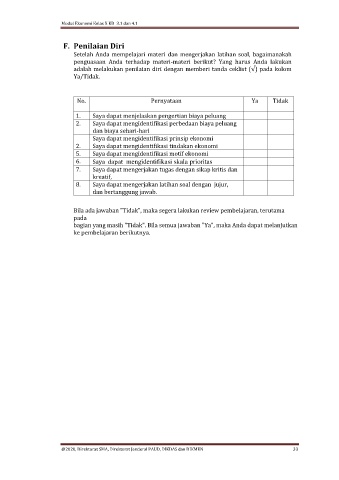 Modul Ekonomi Kelas X KD 3.1 dan 4.1
F. Penilaian Diri
Setelah Anda mempelajari materi dan mengerjakan latihan soal, bagaimanakah
penguasaan Anda terhadap materi-materi berikut? Yang harus Anda lakukan
adalah melakukan penilaian diri dengan memberi tanda ceklist (√) pada kolom
Ya/Tidak.
No. Pernyataan Ya Tidak
1. Saya dapat menjelaskan pengertian biaya peluang
2. Saya dapat mengidentifikasi perbedaan biaya peluang
dan biaya sehari-hari
Saya dapat mengidentifikasi prinsip ekonomi
2. Saya dapat mengidentifikasi tindakan ekonomi
5. Saya dapat mengidentifikasi motif ekonomi
6. Saya dapat mengidentifikasi skala prioritas
7. Saya dapat mengerjakan tugas dengan sikap kritis dan
kreatif.
8. Saya dapat mengerjakan latihan soal dengan jujur,
dan bertanggung jawab.
Bila ada jawaban "Tidak", maka segera lakukan review pembelajaran, terutama
pada
bagian yang masih "Tidak". Bila semua jawaban "Ya", maka Anda dapat melanjutkan
ke pembelajaran berikutnya.
@2020, Direktorat SMA, Direktorat Jenderal PAUD, DIKDAS dan DIKMEN